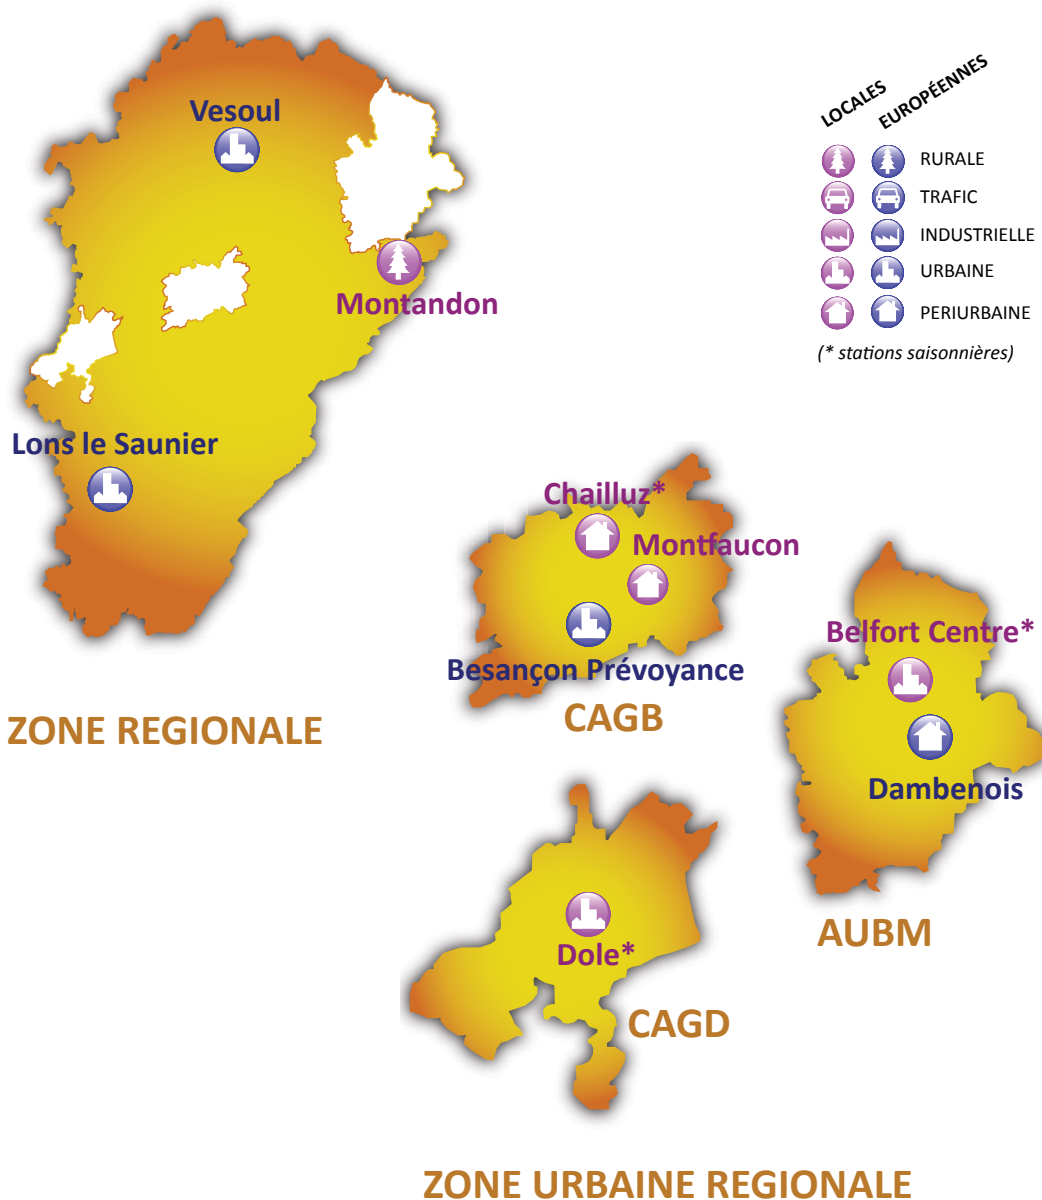 Vesoul
Montandon
Lons le Saunier
ZONE REGIONALE
LOCALES
EUROPÉENNES
RURALE
TRAFIC
INDUSTRIELLE
URBAINE
PERIURBAINE
(* stations saisonnières)
Chailluz*
Montfaucon
Besançon Prévoyance
CAGB
Belfort Centre*
Dambenois
AUBM
Dole*
CAGD
ZONE URBAINE REGIONALE